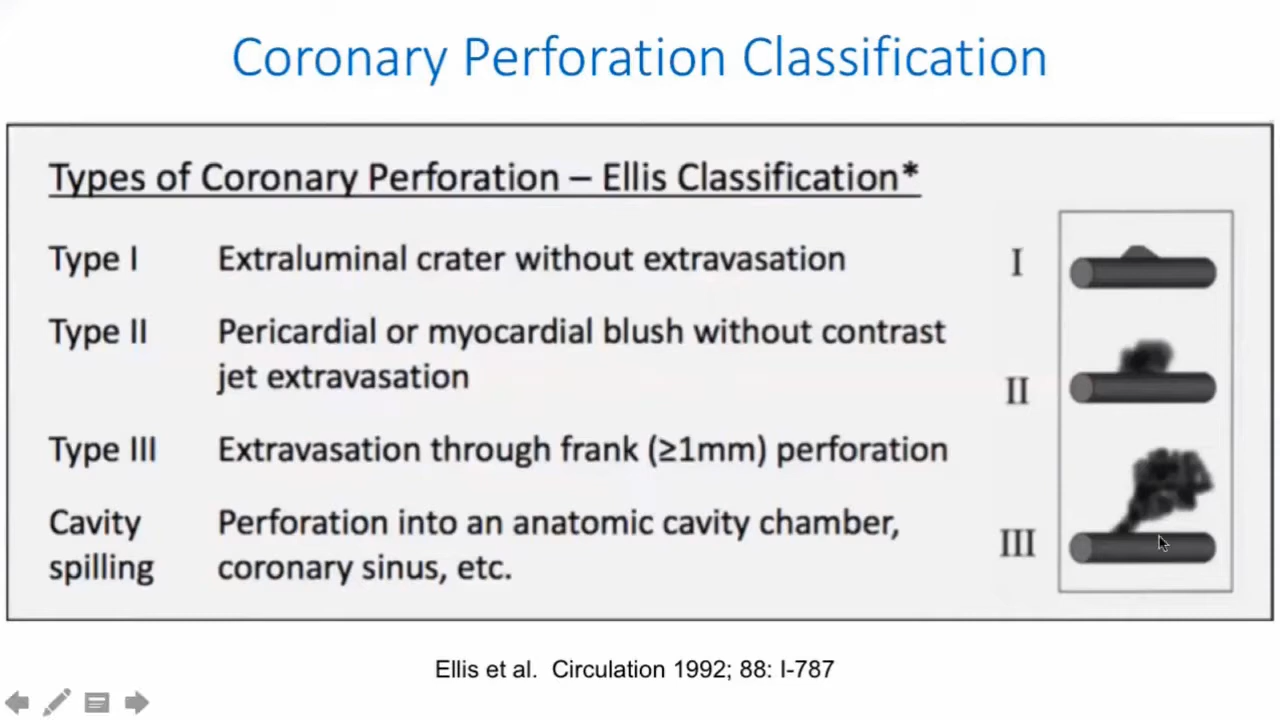 Coronary Perforation Classification
Types of Coronary Perforation – Ellis Classification*
Type I Extraluminal crater without extravasation
Type II Pericardial or myocardial blush without contrast
jet extravasation
Type III Extravasation through frank (≥1mm) perforation
Cavity Perforation into an anatomic cavity chamber,
spilling coronary sinus, etc.
I
II
III
Ellis et al. Circulation 1992; 88: I-787